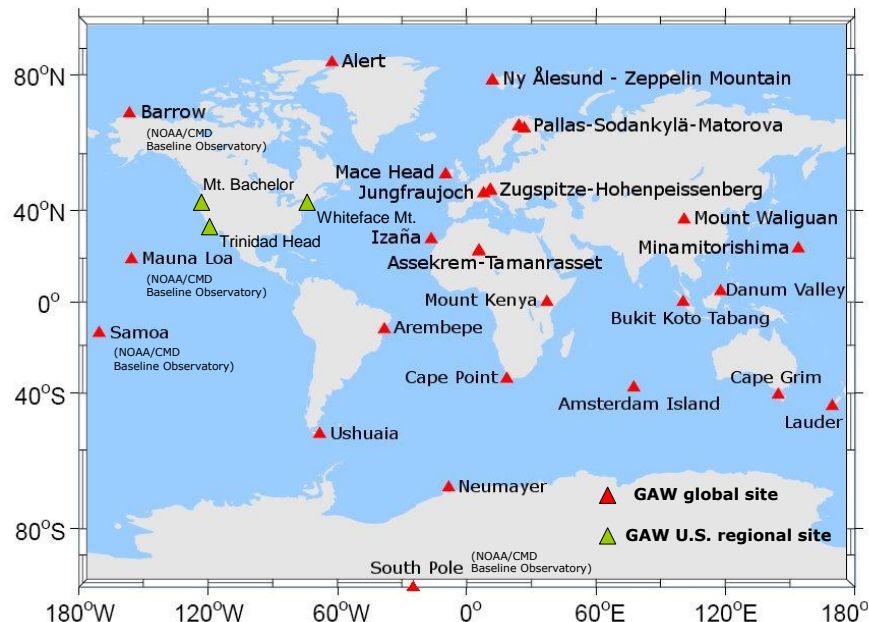 80°N
Alert
Ny Ålesund - Zeppelin Mountain
Barrow
(NOAA/CMD
Baseline Observatory)
Pallas-Sodankylä-Matorova
Mace Head
Mt. Bachelor
Jungfraujoch
Zugspitze-Hohenpeissenberg
40°N
Whiteface Mt.
Mount Waliguan
Trinidad Head
Izaña
Minamitorishima
Mauna Loa
(NOAA/CMD
Baseline Observatory)
Assekrem-Tamanrasset
Danum Valley
0°
Mount Kenya
Bukit Koto Tabang
Samoa
(NOAA/CMD
Baseline Observatory)
Arembepe
Cape Point
Cape Grim
40°S
Amsterdam Island
Lauder
Ushuaia
Neumayer
GAW global site
80°S
GAW U.S. regional site
South Pole
(NOAA/CMD
Baseline Observatory)
180°W
120°W
60°W
0°
60°E
120°E
180°